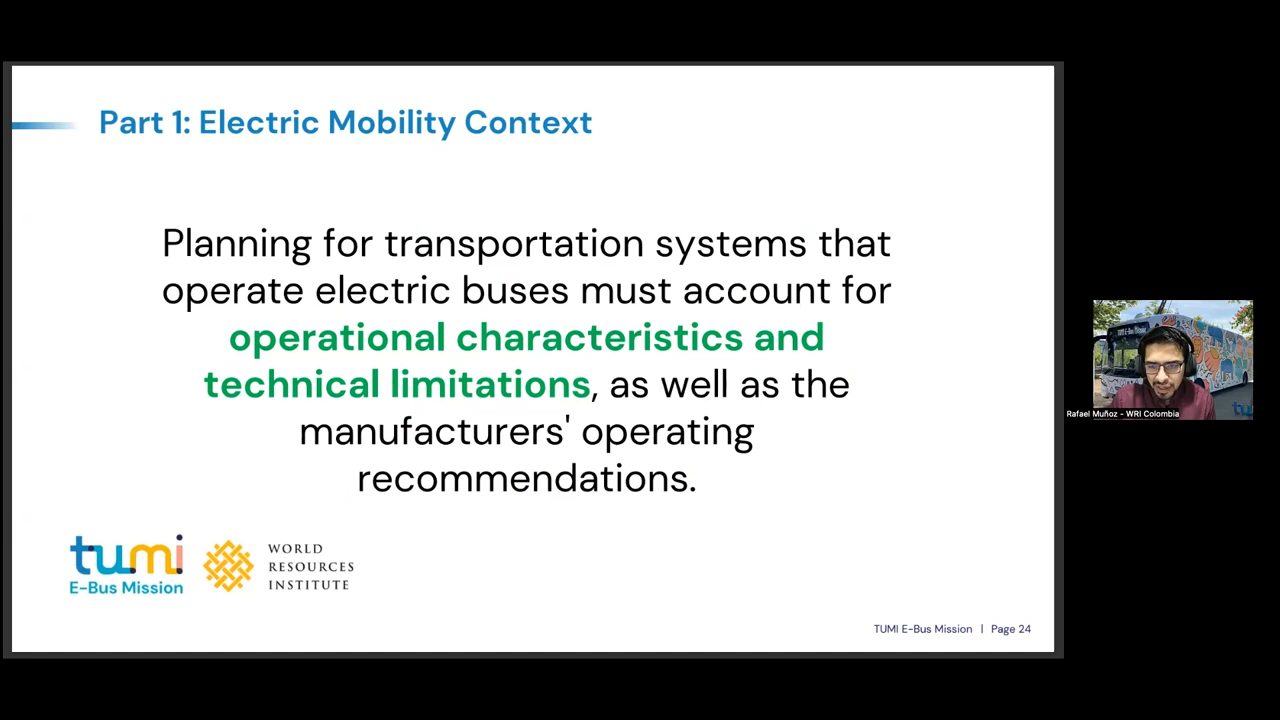 Part 1: Electric Mobility Context
Planning for transportation systems that
operate electric buses must account for
operational characteristics and
technical limitations, as well as the
manufacturers' operating
recommendations.
tumi
E-Bus Mission
WORLD
RESOURCES
INSTITUTE
TUMI E-Bus Mission | Page 24
Rafael Muñoz - WRI Colombia